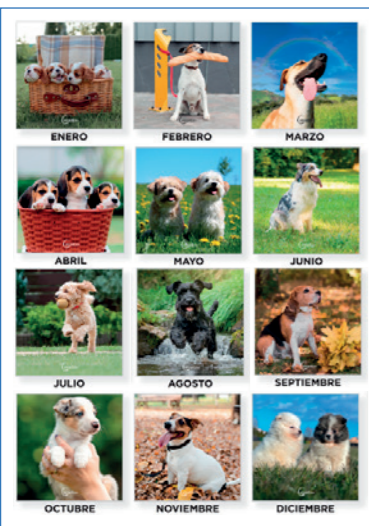 ENERO
FEBRERO
MARZO
ABRIL
MAYO
JUNIO
JULIO
AGOSTO
SEPTIEMBRE
OCTUBRE
NOVIEMBRE
DICIEMBRE